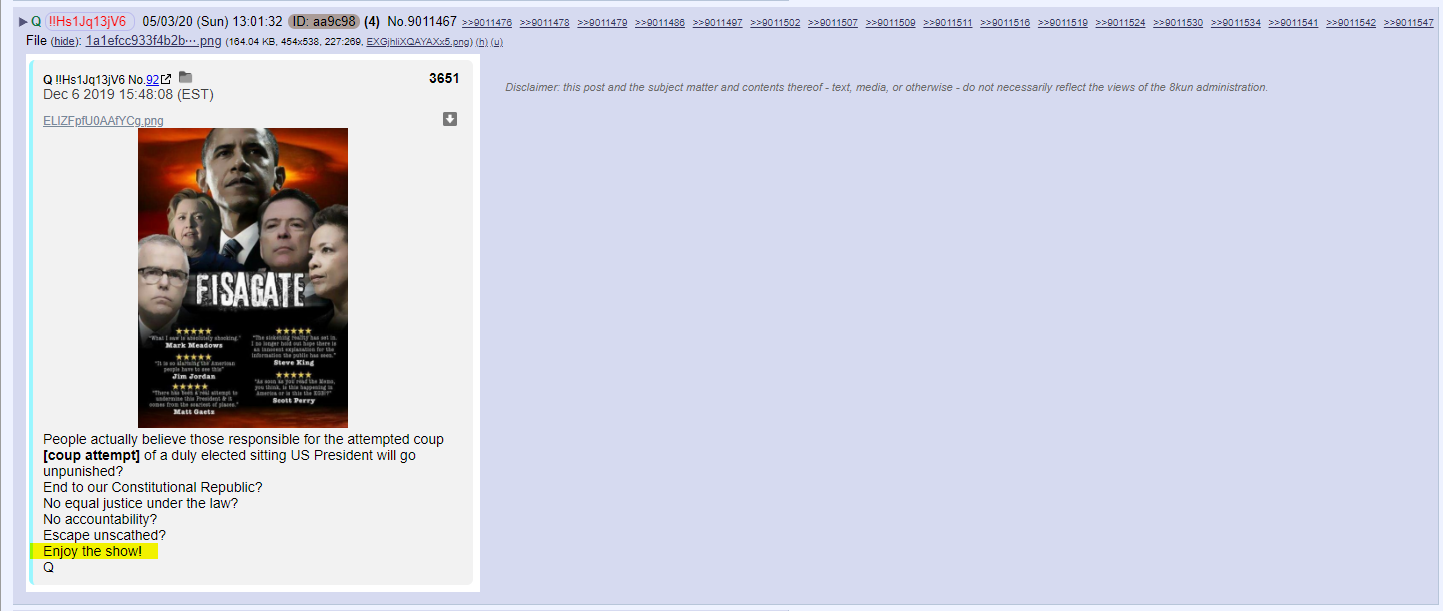 ▶ Q !!Hs1Jq13jV6 05/03/20 (Sun) 13:01:32 ID: aa9c98 (4) No.9011467 >>9011476 >>9011478 >>9011479 >>9011486 >>9011497 >>9011502 >>9011507 >>9011509 >>9011511 >>9011516 >>9011519 >>9011524 >>9011530 >>9011534 >>9011541 >>9011542 >>9011547
File (hide): 1a1efcc933f4b2b⋯.png (164.04 KB, 454x538, 227:269, EXGjhliXQAYAXx5.png) (h) (u)
Q !!Hs1Jq13jV6 No.92
3651
Dec 6 2019 15:48:08 (EST)
Disclaimer: this post and the subject matter and contents thereof - text, media, or otherwise - do not necessarily reflect the views of the 8kun administration.
ELIZFpfU0AAfYCg.png
FISAGATE
"What I saw is absolutely shocking."
Mark Meadows
"It is so alarming the American
people have to see this"
Jim Jordan
"There has been a real attempt to
undermine this President & it
comes from the scariest of places."
Matt Gaetz
"The sickening reality has set in.
I no longer hold out hope there is
an innocent explanation for the
information the public has seen."
Steve King
"As soon as you read the Memo,
you think, is this happening in
America or is this the KGB?"
Scott Perry
People actually believe those responsible for the attempted coup
[coup attempt] of a duly elected sitting US President will go
unpunished?
End to our Constitutional Republic?
No equal justice under the law?
No accountability?
Escape unscathed?
Enjoy the show!
Q